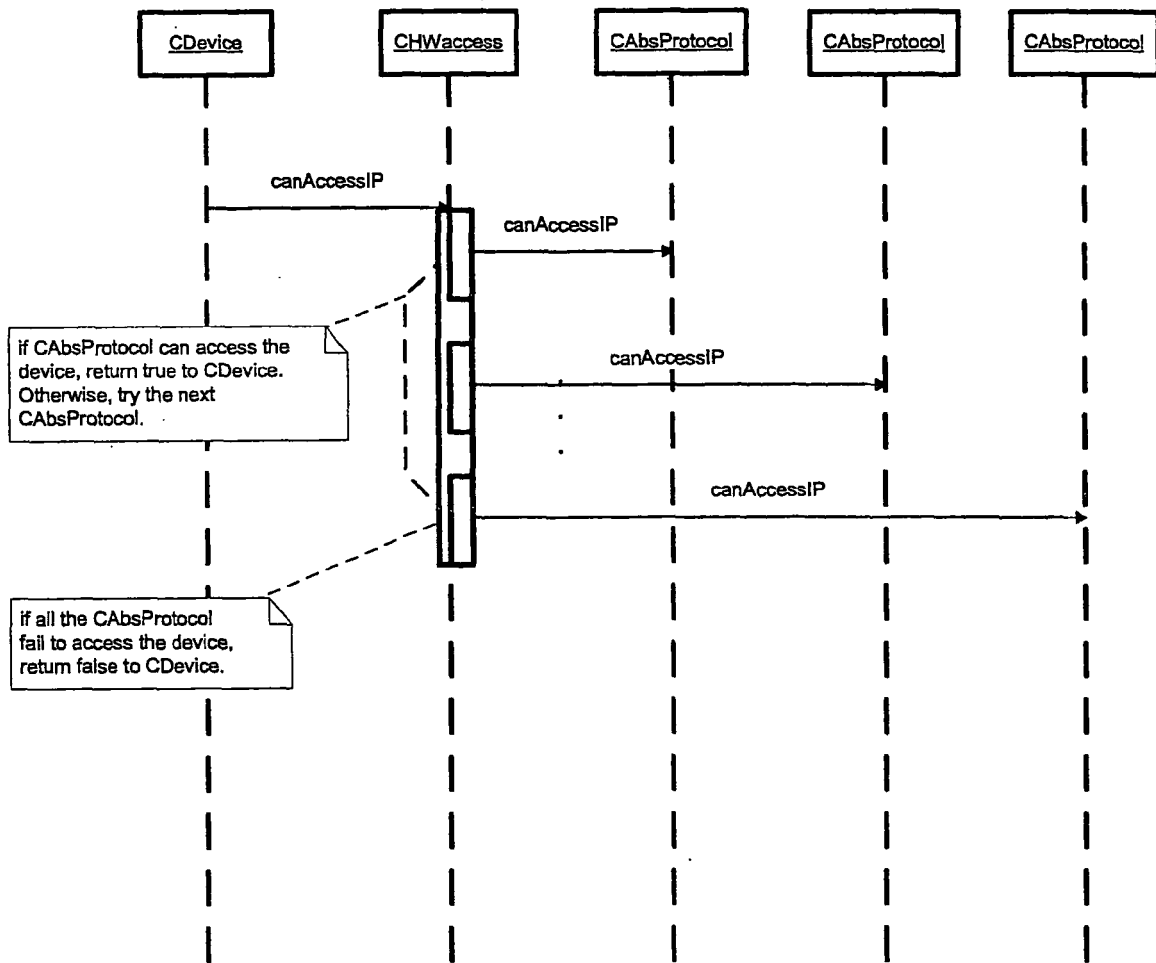 CDevice
CHWaccess
CAbsProtocol
CAbsProtocol
CAbsProtocol
canAccessIP
canAccessIP
if CAbsProtocol can access the
device, return true to CDevice.
Otherwise, try the next
CAbsProtocol.
canAccessIP
canAccessIP
if all the CAbsProtocol
fail to access the device,
return false to CDevice.